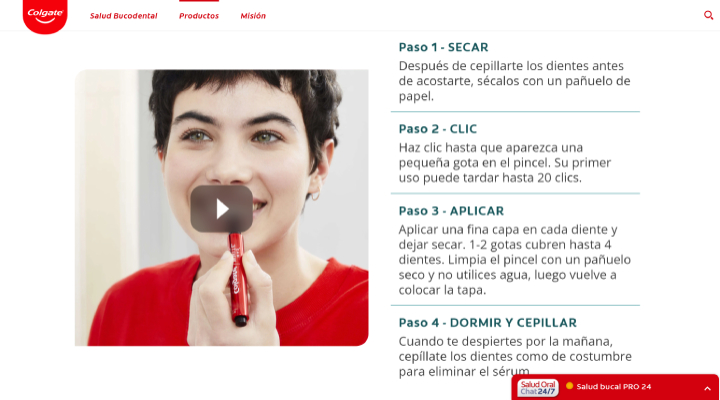 Colgate
Salud Bucodental
Productos
Misión
Paso 1 - SECAR
Después de cepillarte los dientes antes
de acostarte, sécalos con un pañuelo de
papel.
Paso 2 - CLIC
Haz clic hasta que aparezca una
pequeña gota en el pincel. Su primer
uso puede tardar hasta 20 clics.
Paso 3 - APLICAR
Aplicar una fina capa en cada diente y
dejar secar. 1-2 gotas cubren hasta 4
dientes. Limpia el pincel con un pañuelo
seco y no utilices agua, luego vuelve a
colocar la tapa.
Paso 4 - DORMIR Y CEPILLAR
Cuando te despiertes por la mañana,
cepíllate los dientes como de costumbre
para eliminar el sérum
Colgate
Salud Oral
Chat 24/7
Salud bucal PRO 24